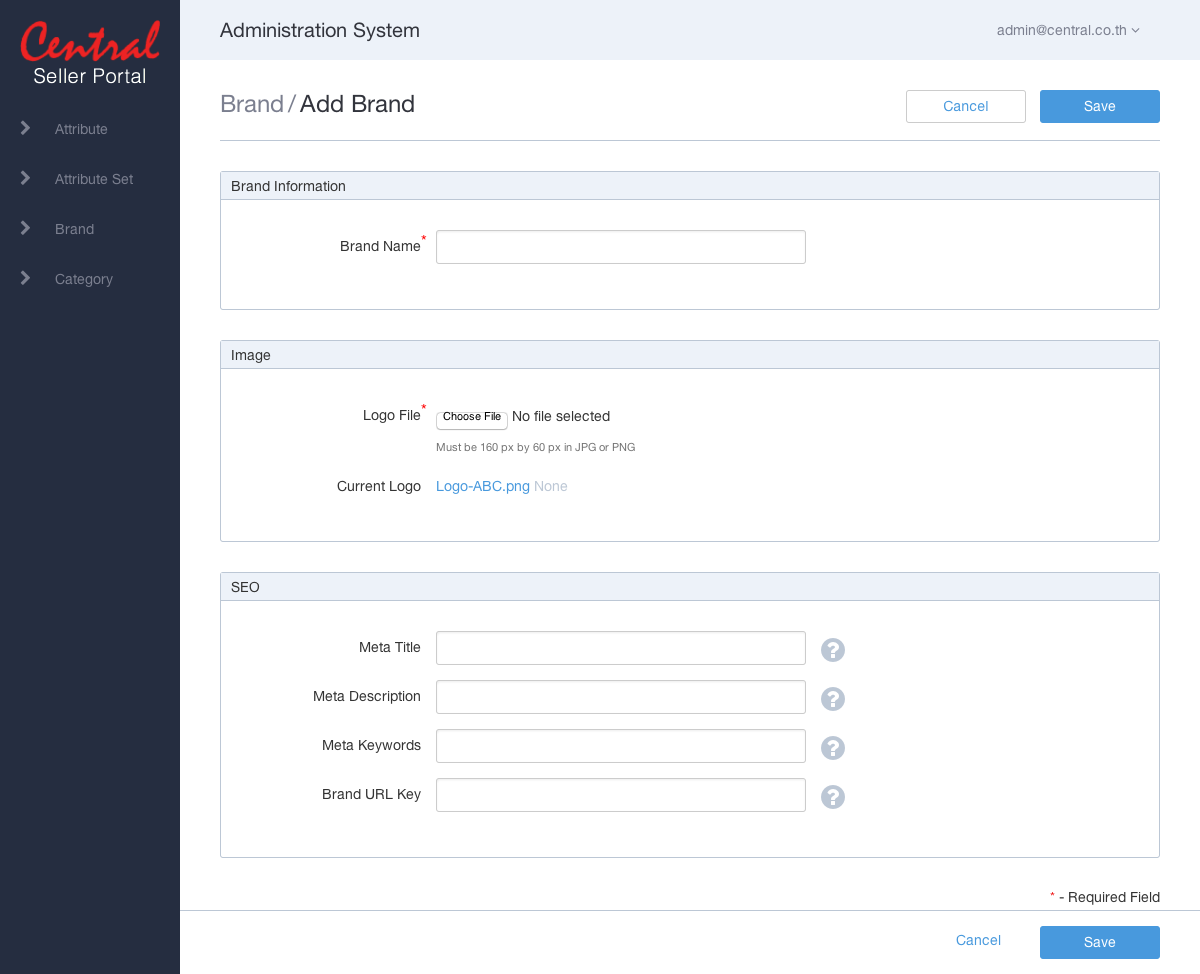 Central
Seller Portal
Attribute
Attribute Set
Brand
Category
Administration System
admin@central.co.th
Brand / Add Brand
Cancel
Save
Brand Information
Brand Name*
Image
Logo File*
Choose File No file selected
Must be 160 px by 60 px in JPG or PNG
Current Logo Logo-ABC.png None
SEO
Meta Title
?
Meta Description
?
Meta Keywords
?
Brand URL Key
?
* - Required Field
Cancel
Save